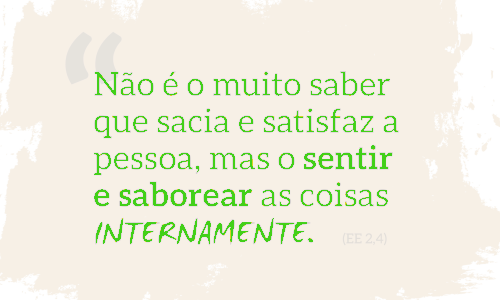 “
Não é o muito saber
que sacia e satisfaz a
pessoa, mas o sentir
e saborear as coisas
INTERNAMENTE.
(EE 2,4)